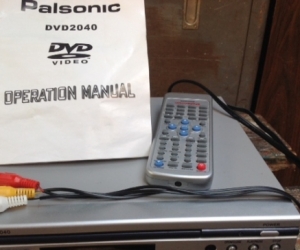 Palsonic
DVD2040
DVD
VIDEO
OPERATION MANUAL